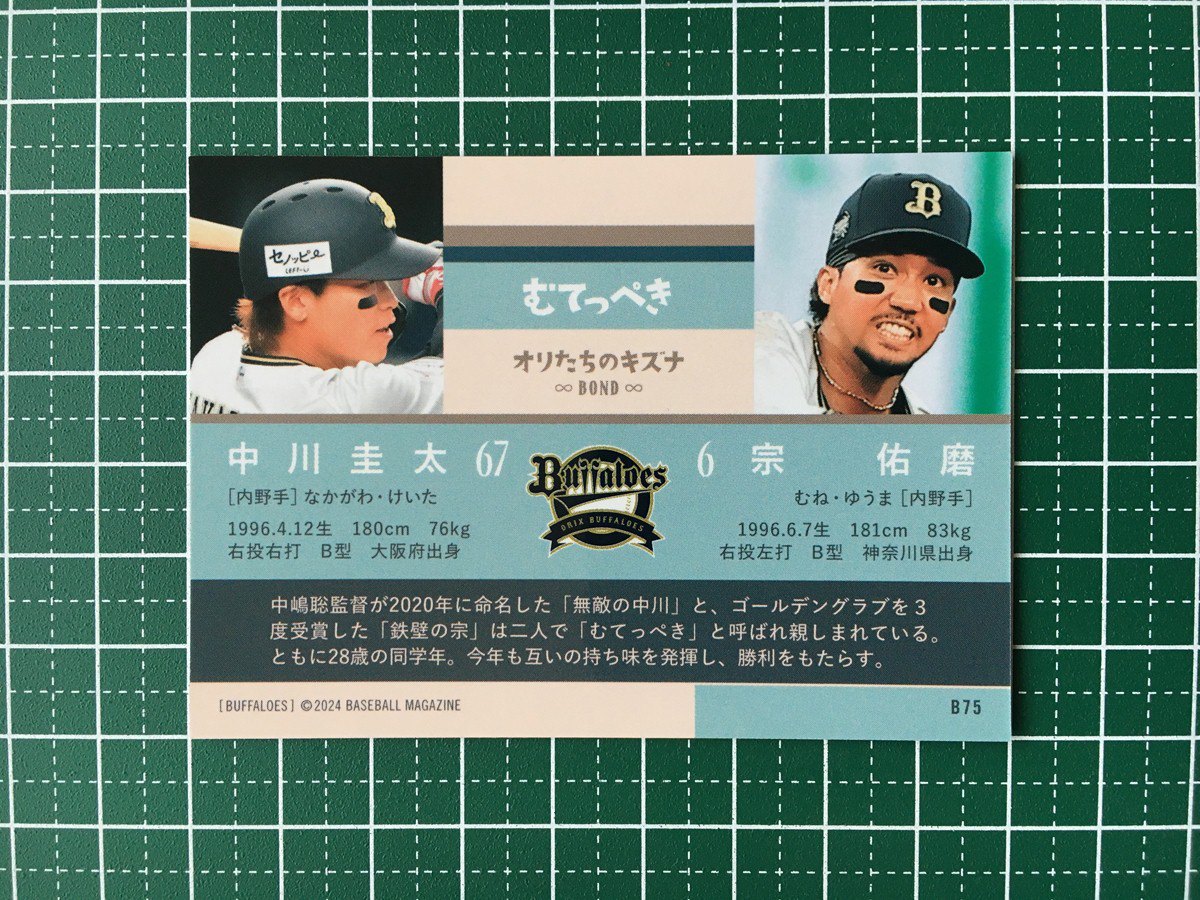 セノッピー
B
むてっぺき
オリたちのキズナ
∞ BOND ∞
中川圭太 67
[内野手] なかがわ・けいた
1996.4.12生 180cm 76kg
右投右打 B型 大阪府出身
Buffaloes
ORIX BUFFALOES
6 宗 佑磨
むね・ゆうま [内野手]
1996.6.7生 181cm 83kg
右投左打 B型 神奈川県出身
中嶋聡監督が2020年に命名した「無敵の中川」と、ゴールデングラブを3
度受賞した「鉄壁の宗」は二人で「むてっぺき」と呼ばれ親しまれている。
ともに28歳の同学年。今年も互いの持ち味を発揮し、勝利をもたらす。
[BUFFALOES] ©2024 BASEBALL MAGAZINE
B75